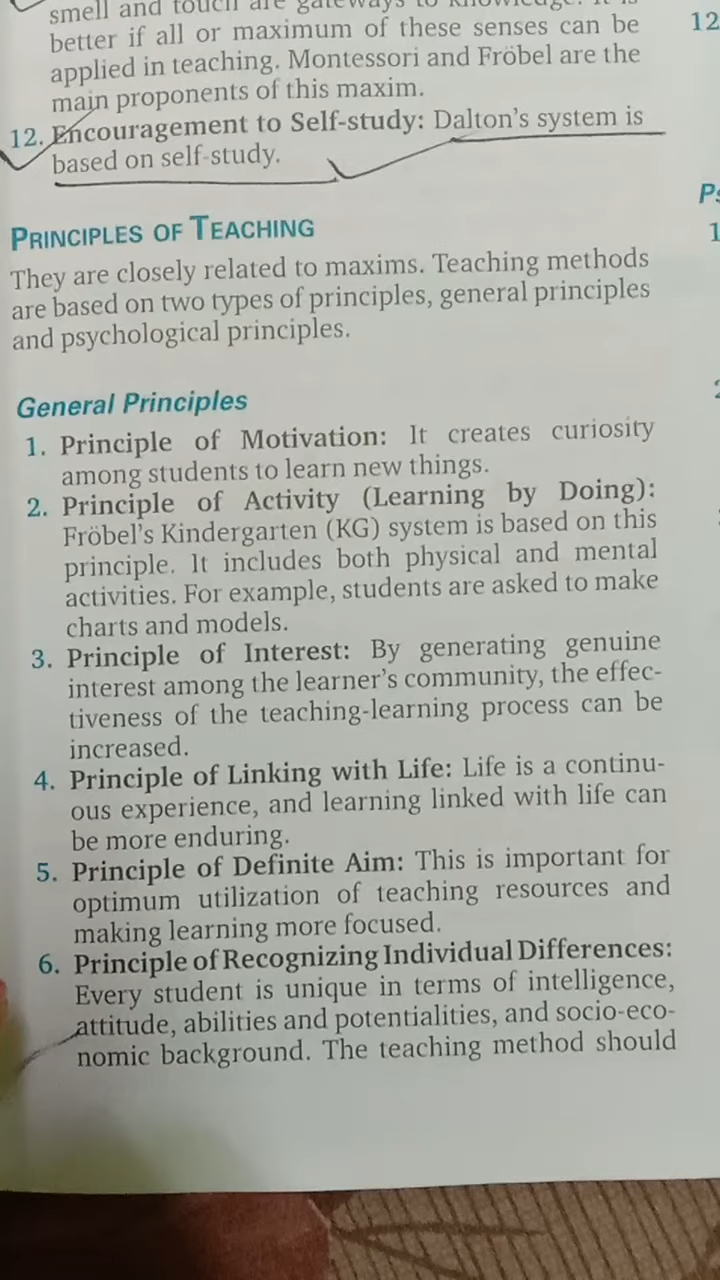 smell and touch are gateways to knowledge. It is
better if all or maximum of these senses can be
applied in teaching. Montessori and Fröbel are the
main proponents of this maxim.
12. Encouragement to Self-study: Dalton's system is
based on self-study.
PRINCIPLES OF TEACHING
They are closely related to maxims. Teaching methods
are based on two types of principles, general principles
and psychological principles.
General Principles
1. Principle of Motivation: It creates curiosity
among students to learn new things.
2. Principle of Activity (Learning by Doing):
Fröbel's Kindergarten (KG) system is based on this
principle. It includes both physical and mental
activities. For example, students are asked to make
charts and models.
3. Principle of Interest: By generating genuine
interest among the learner's community, the effec-
tiveness of the teaching-learning process can be
increased.
4. Principle of Linking with Life: Life is a continu-
ous experience, and learning linked with life can
be more enduring.
5. Principle of Definite Aim: This is important for
optimum utilization of teaching resources and
making learning more focused.
6. Principle of Recognizing Individual Differences:
Every student is unique in terms of intelligence,
attitude, abilities and potentialities, and socio-eco-
nomic background. The teaching method should
12
Ps
1
2